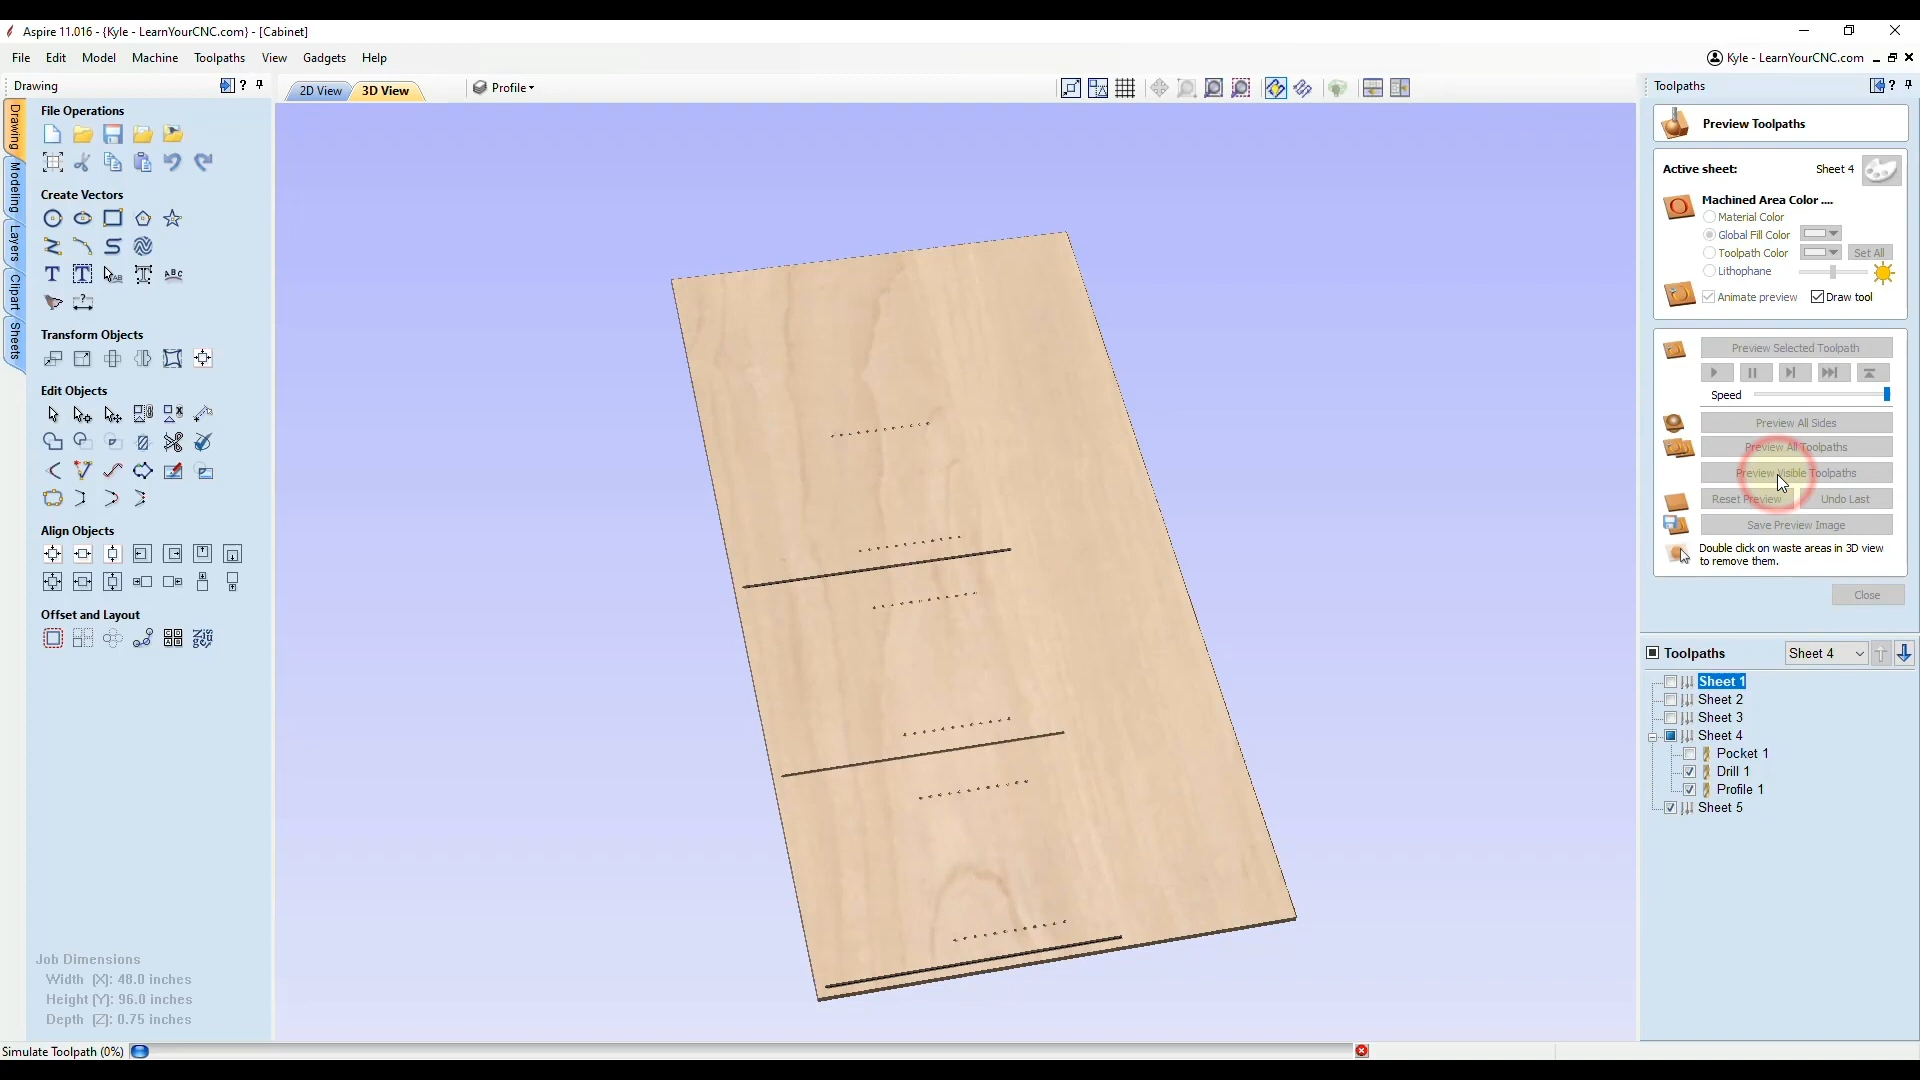 Aspire 11.016 - {Kyle - LearnYourCNC.com} - [Cabinet]
File Edit Model Machine Toolpaths View Gadgets Help
Kyle - LearnYourCNC.com
Drawing
2D View
3D View
Profile
Toolpaths
Drawing
Modeling
Layers
Clipart
Sheets
File Operations
Create Vectors
Transform Objects
Edit Objects
Align Objects
Offset and Layout
Job Dimensions
Width (X): 48.0 inches
Height (Y): 96.0 inches
Depth (Z): 0.75 inches
Preview Toolpaths
Active sheet: Sheet 4
Machined Area Color ....
Material Color
Global Fill Color
Toolpath Color Set All
Lithophane
Animate preview Draw tool
Preview Selected Toolpath
Speed
Preview All Sides
Preview All Toolpaths
Preview Visible Toolpaths
Reset Preview Undo Last
Save Preview Image
Double click on waste areas in 3D view
to remove them.
Close
Toolpaths Sheet 4
Sheet 1
Sheet 2
Sheet 3
Sheet 4
Pocket 1
Drill 1
Profile 1
Sheet 5
Simulate Toolpath (0%)